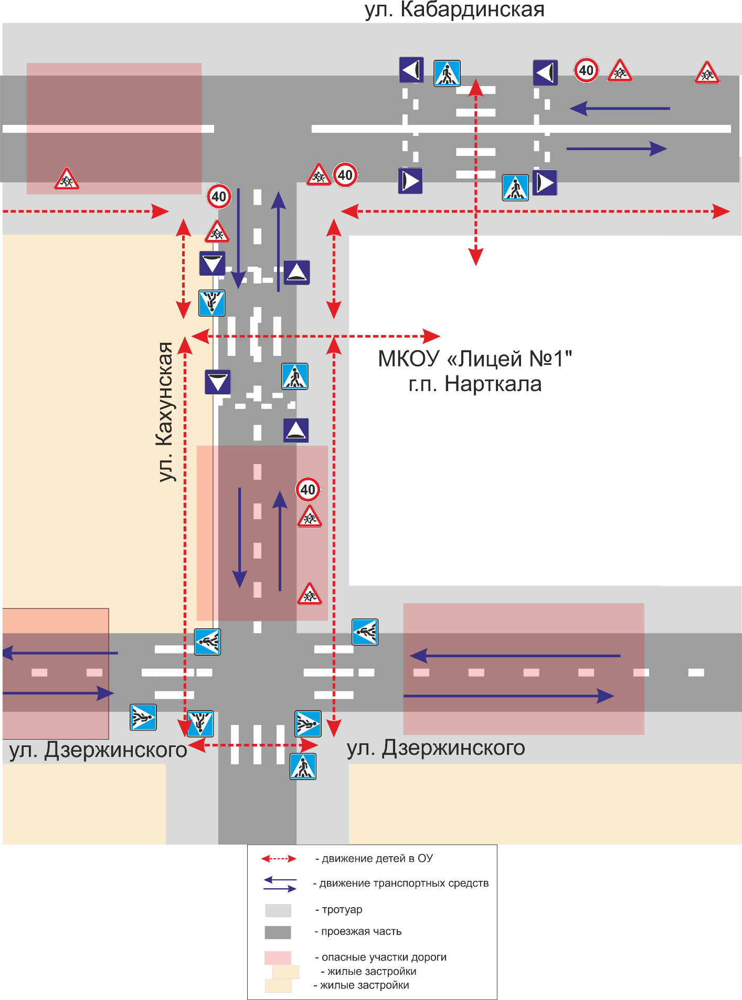 ул. Кабардинская
40
40
40
МКОУ «Лицей №1"
г.п. Нарткала
ул. Кахунская
40
ул. Дзержинского
ул. Дзержинского
- движение детей в ОУ
- движение транспортных средств
- тротуар
- проезжая часть
- опасные участки дороги
- жилые застройки
- жилые застройки